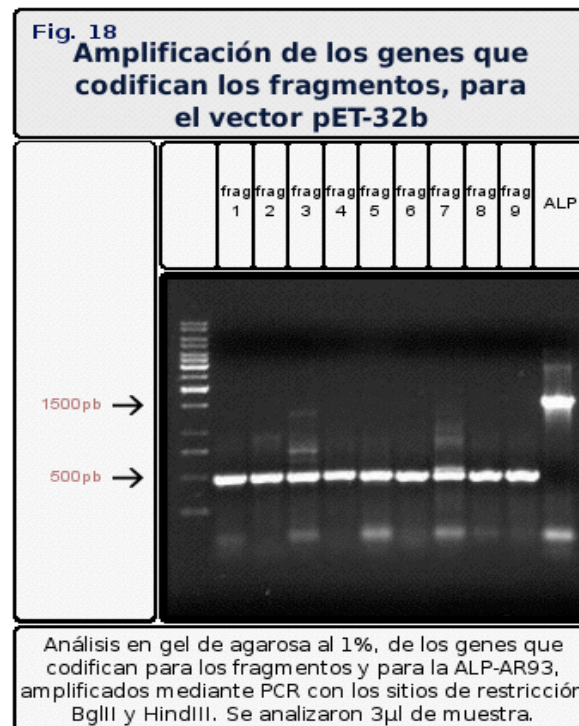 Fig. 18
Amplificación de los genes que
codifican los fragmentos, para
el vector pET-32b
frag 1 frag 2 frag 3 frag 4 frag 5 frag 6 frag 7 frag 8 frag 9 ALP
1500pb
500pb
Análisis en gel de agarosa al 1%, de los genes que
codifican para los fragmentos y para la ALP-AR93,
amplificados mediante PCR con los sitios de restricción
BglII y HindIII. Se analizaron 3µl de muestra.